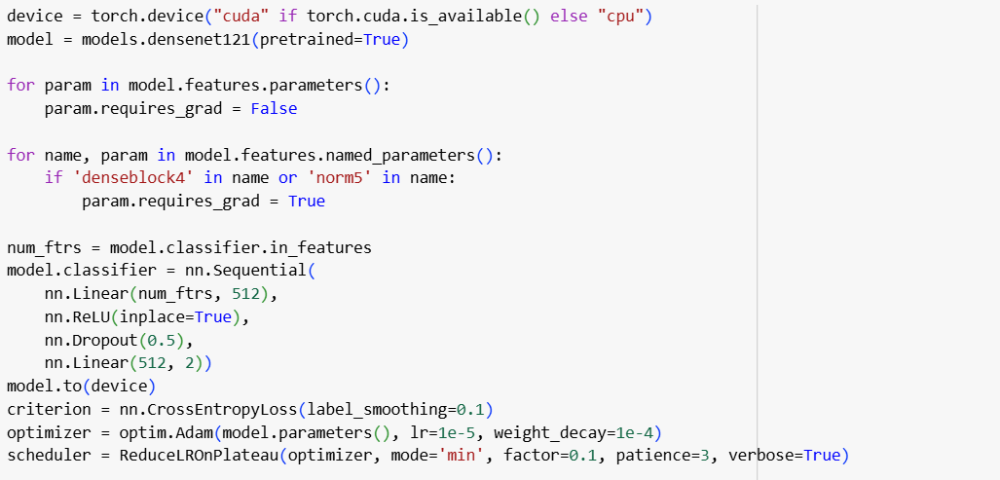 device = torch.device("cuda" if torch.cuda.is_available() else "cpu")
model = models.densenet121(pretrained=True)
for param in model.features.parameters():
    param.requires_grad = False
for name, param in model.features.named_parameters():
    if 'denseblock4' in name or 'norm5' in name:
        param.requires_grad = True
num_ftrs = model.classifier.in_features
model.classifier = nn.Sequential(
    nn.Linear(num_ftrs, 512),
    nn.ReLU(inplace=True),
    nn.Dropout(0.5),
    nn.Linear(512, 2))
model.to(device)
criterion = nn.CrossEntropyLoss(label_smoothing=0.1)
optimizer = optim.Adam(model.parameters(), lr=1e-5, weight_decay=1e-4)
scheduler = ReduceLROnPlateau(optimizer, mode='min', factor=0.1, patience=3, verbose=True)